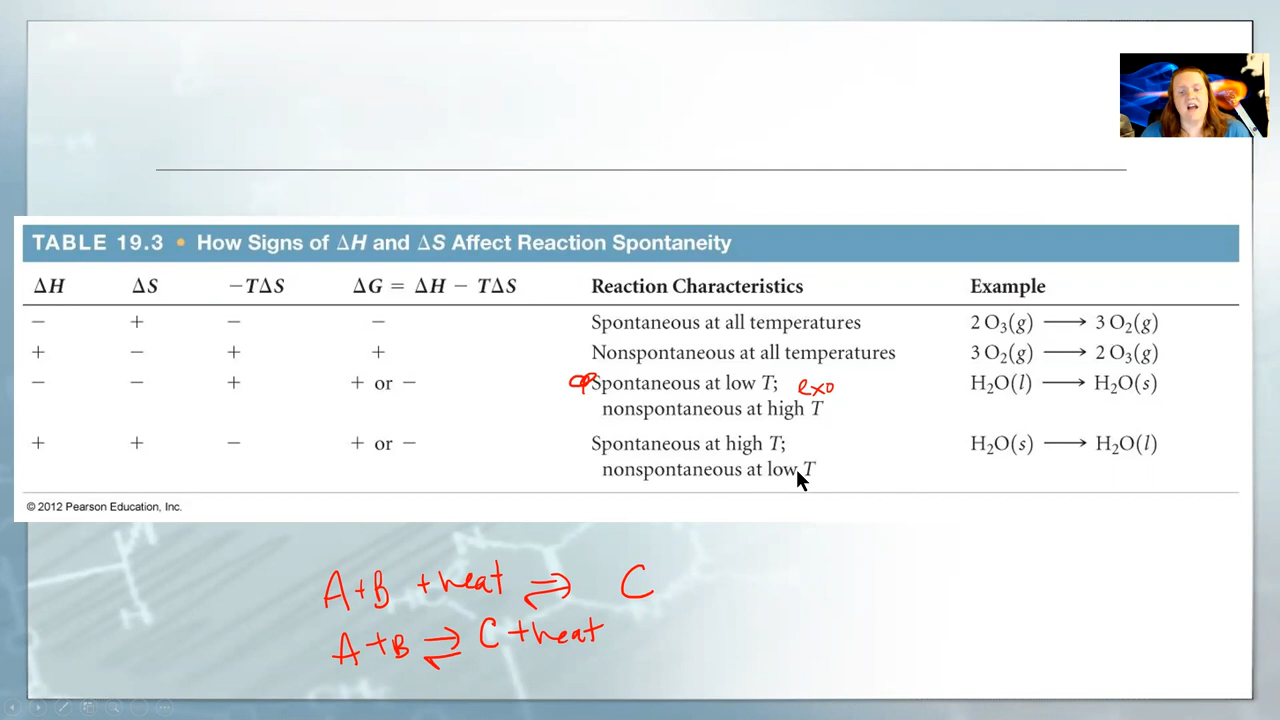 TABLE 19.3 • How Signs of ΔH and ΔS Affect Reaction Spontaneity
ΔH ΔS −TΔS ΔG = ΔH − TΔS Reaction Characteristics Example
− + − − Spontaneous at all temperatures 2 O₃(g) ⟶ 3 O₂(g)
+ − + + Nonspontaneous at all temperatures 3 O₂(g) ⟶ 2 O₃(g)
− − + + or − Spontaneous at low T; exo H₂O(l) ⟶ H₂O(s)
nonspontaneous at high T
+ + − + or − Spontaneous at high T; H₂O(s) ⟶ H₂O(l)
nonspontaneous at low T
© 2012 Pearson Education, Inc.
A+B +heat ⇌ C
A+B ⇌ C+heat